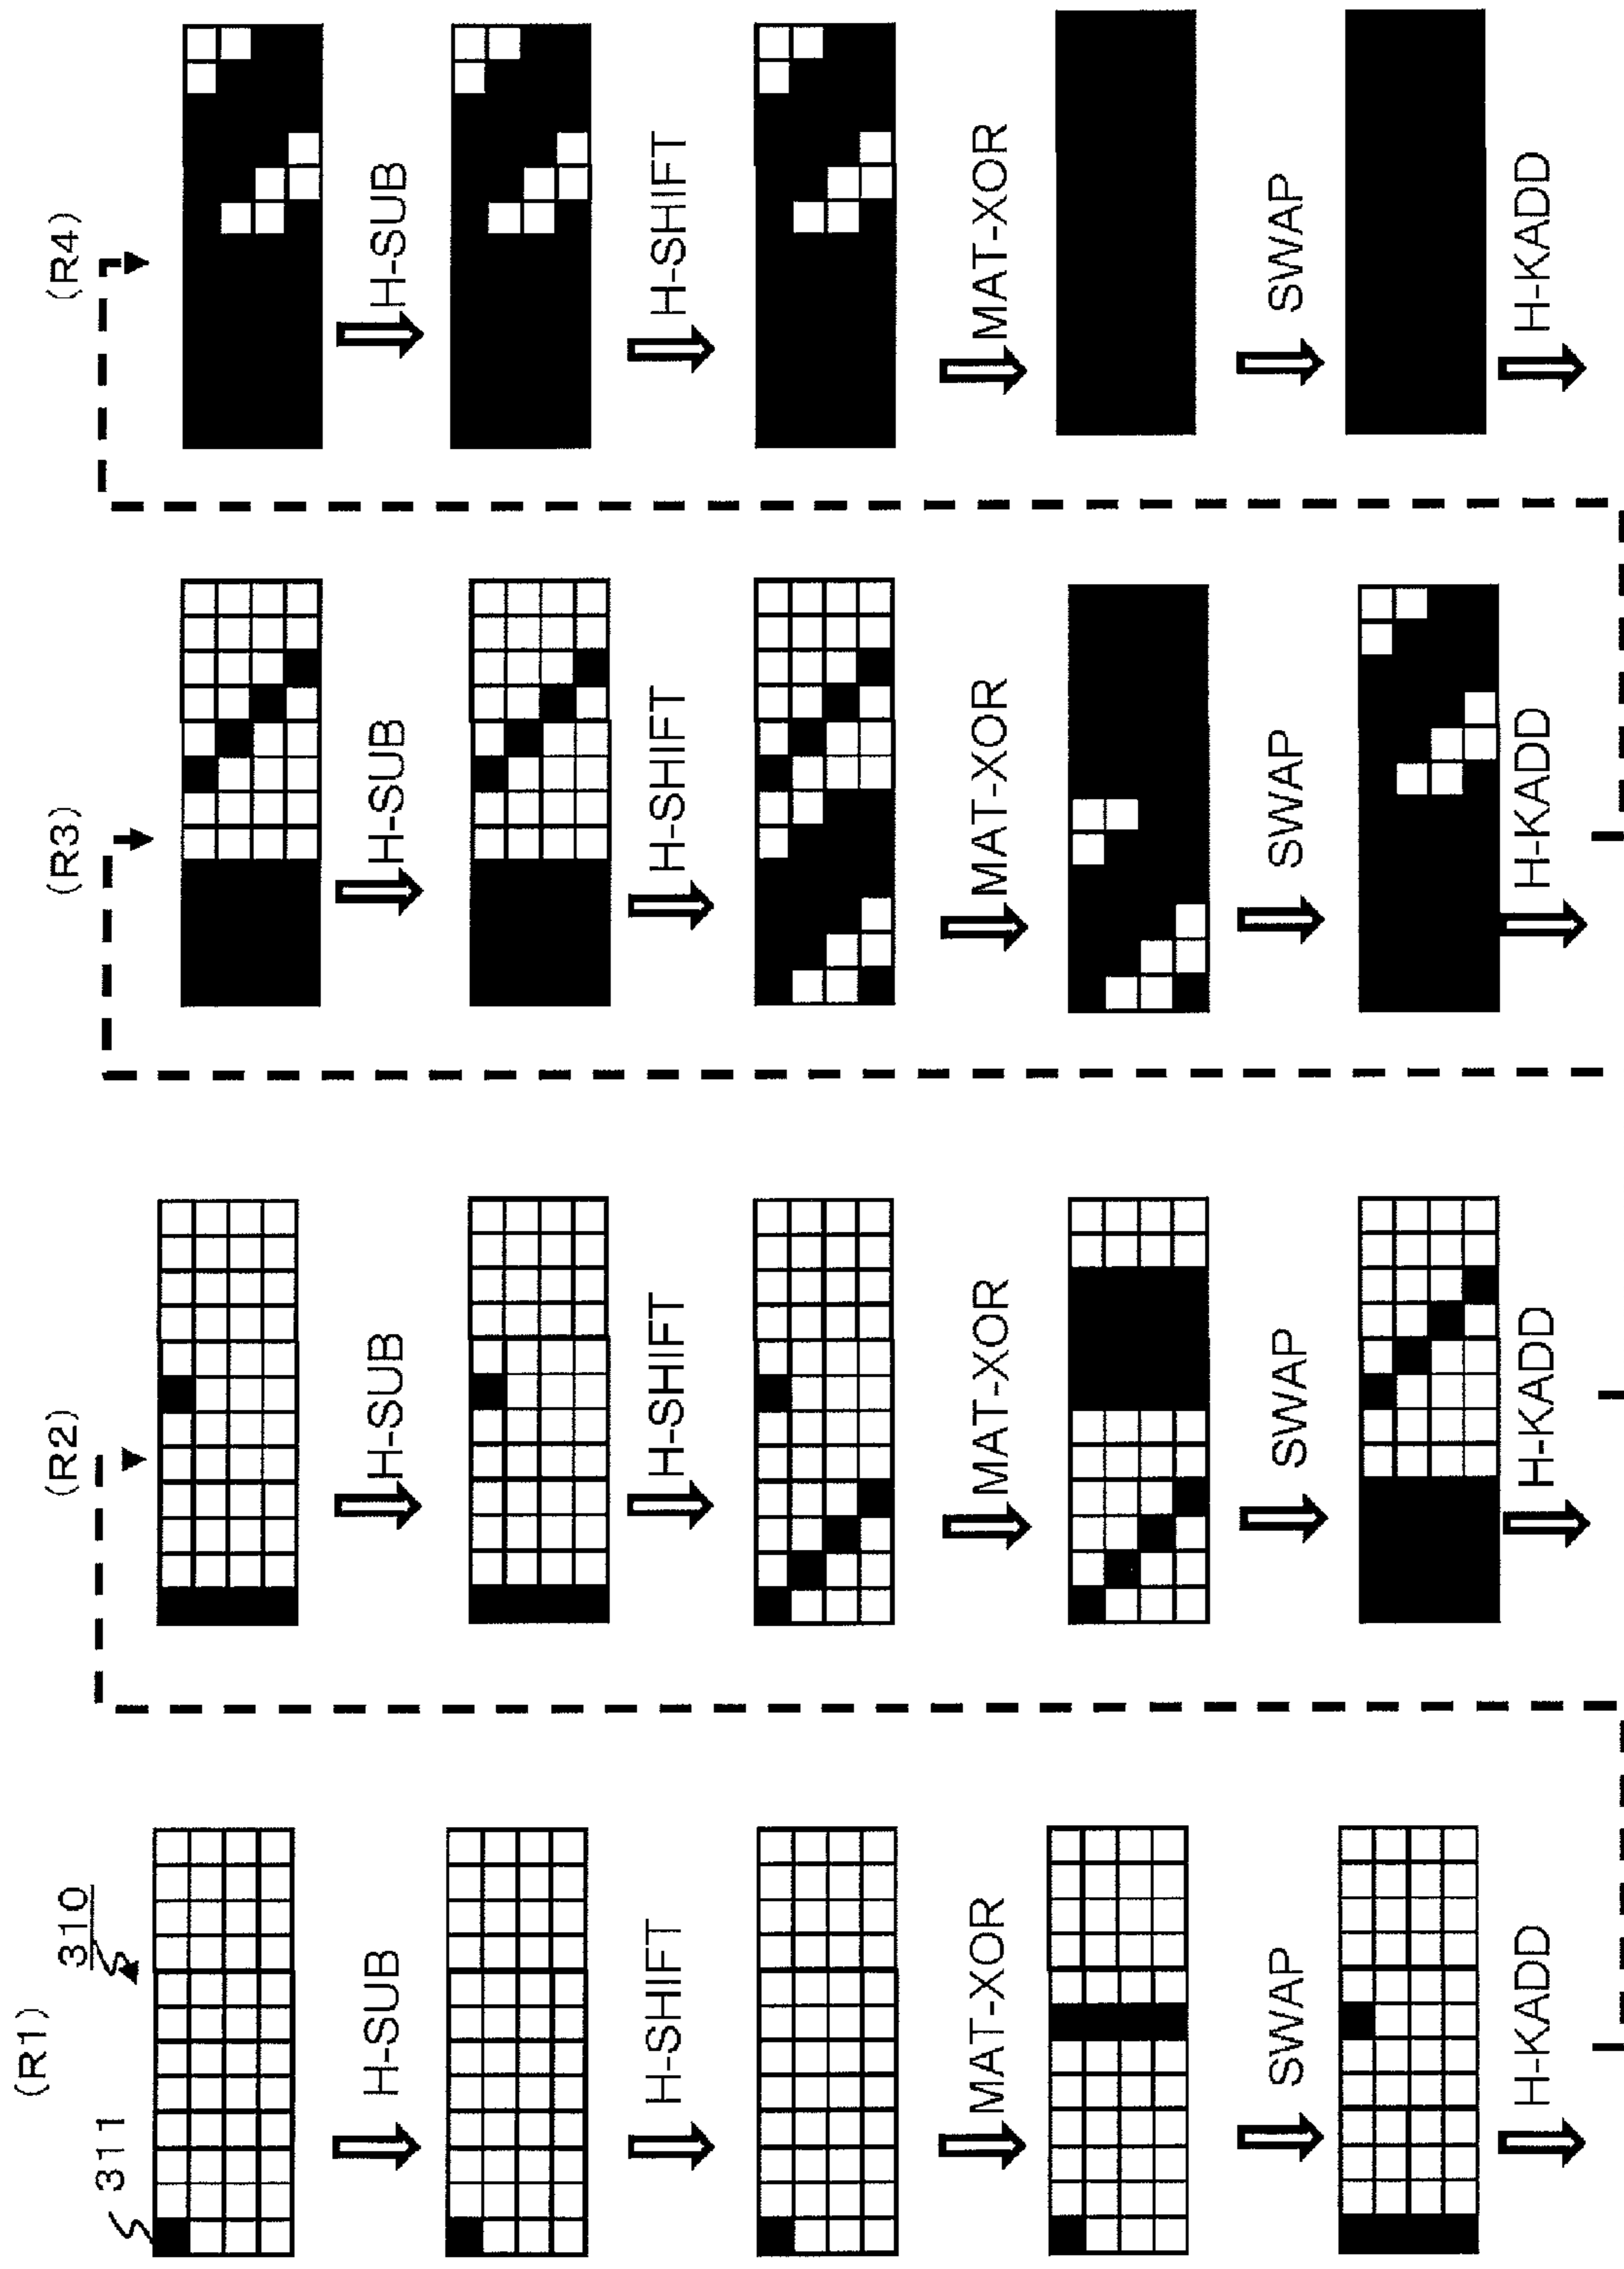 (R1)
311
310
H-SUB
H-SHIFT
MAT-XOR
SWAP
H-KADD
(R2)
H-SUB
H-SHIFT
MAT-XOR
SWAP
H-KADD
(R3)
H-SUB
H-SHIFT
MAT-XOR
SWAP
H-KADD
(R4)
H-SUB
H-SHIFT
MAT-XOR
SWAP
H-KADD